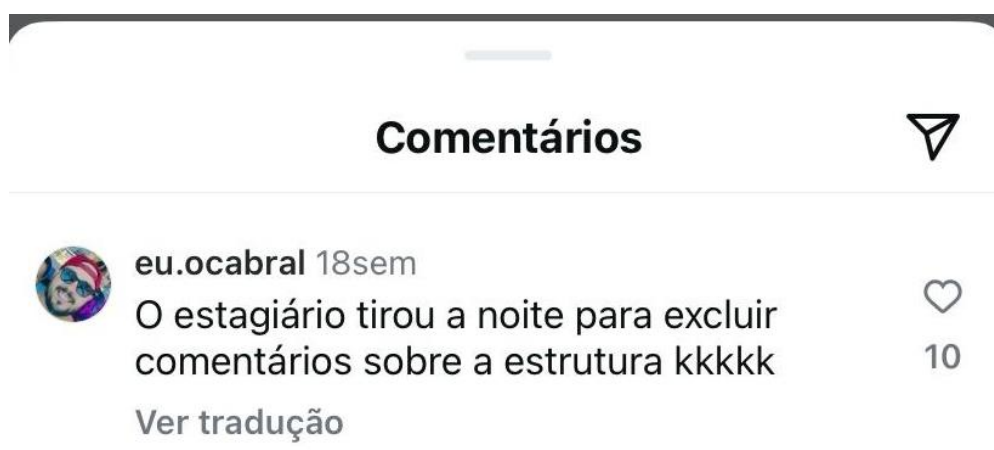 Comentários
eu.ocabral 18sem
O estagiário tirou a noite para excluir
comentários sobre a estrutura kkkkk
10
Ver tradução